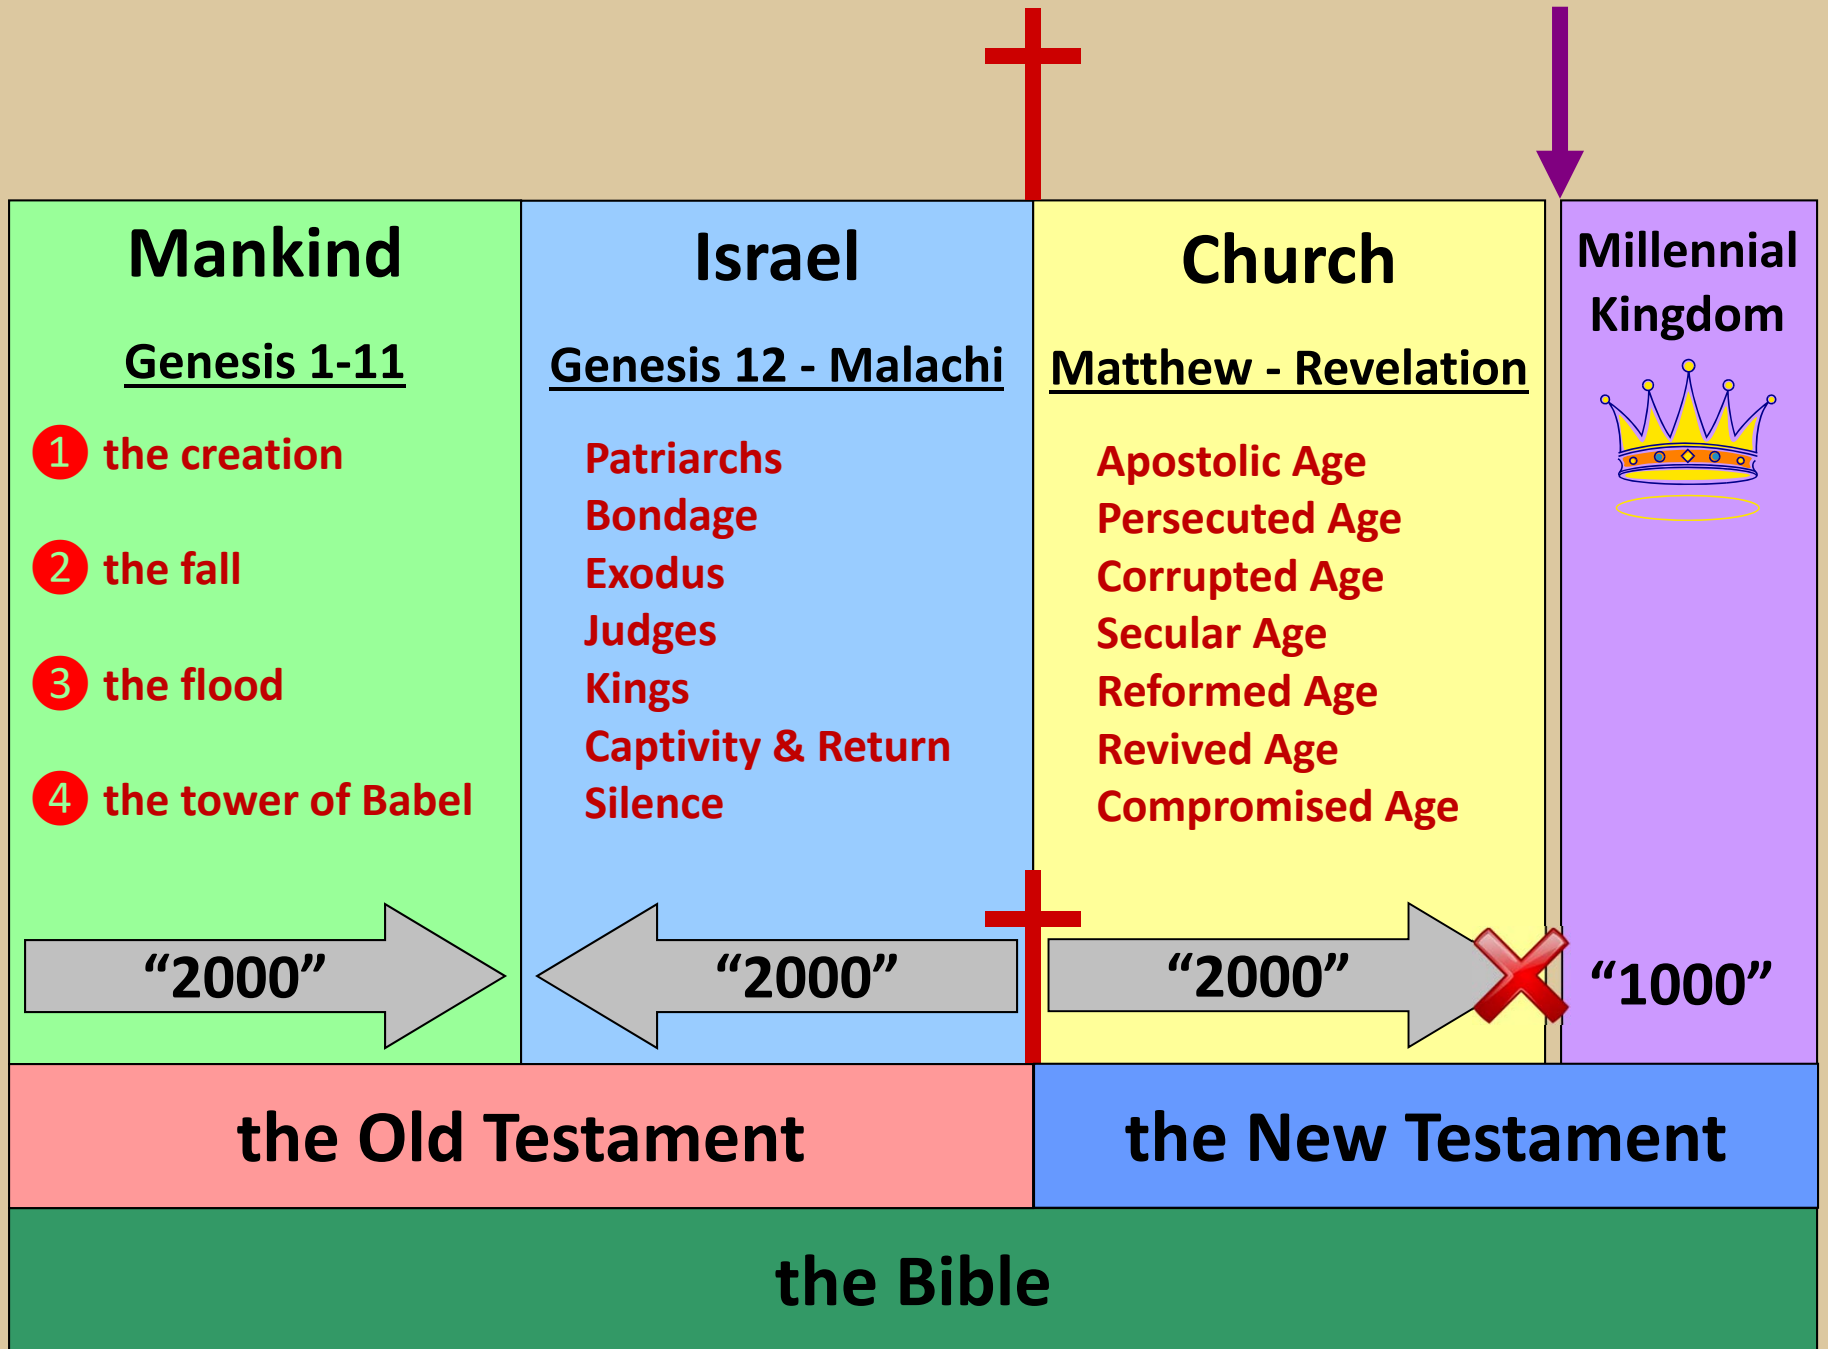 Mankind
Genesis 1-11
1 the creation
2 the fall
3 the flood
4 the tower of Babel
“2000”
Israel
Genesis 12 - Malachi
Patriarchs
Bondage
Exodus
Judges
Kings
Captivity & Return
Silence
“2000”
Church
Matthew - Revelation
Apostolic Age
Persecuted Age
Corrupted Age
Secular Age
Reformed Age
Revived Age
Compromised Age
“2000”
Millennial
Kingdom
“1000”
the Old Testament
the New Testament
the Bible